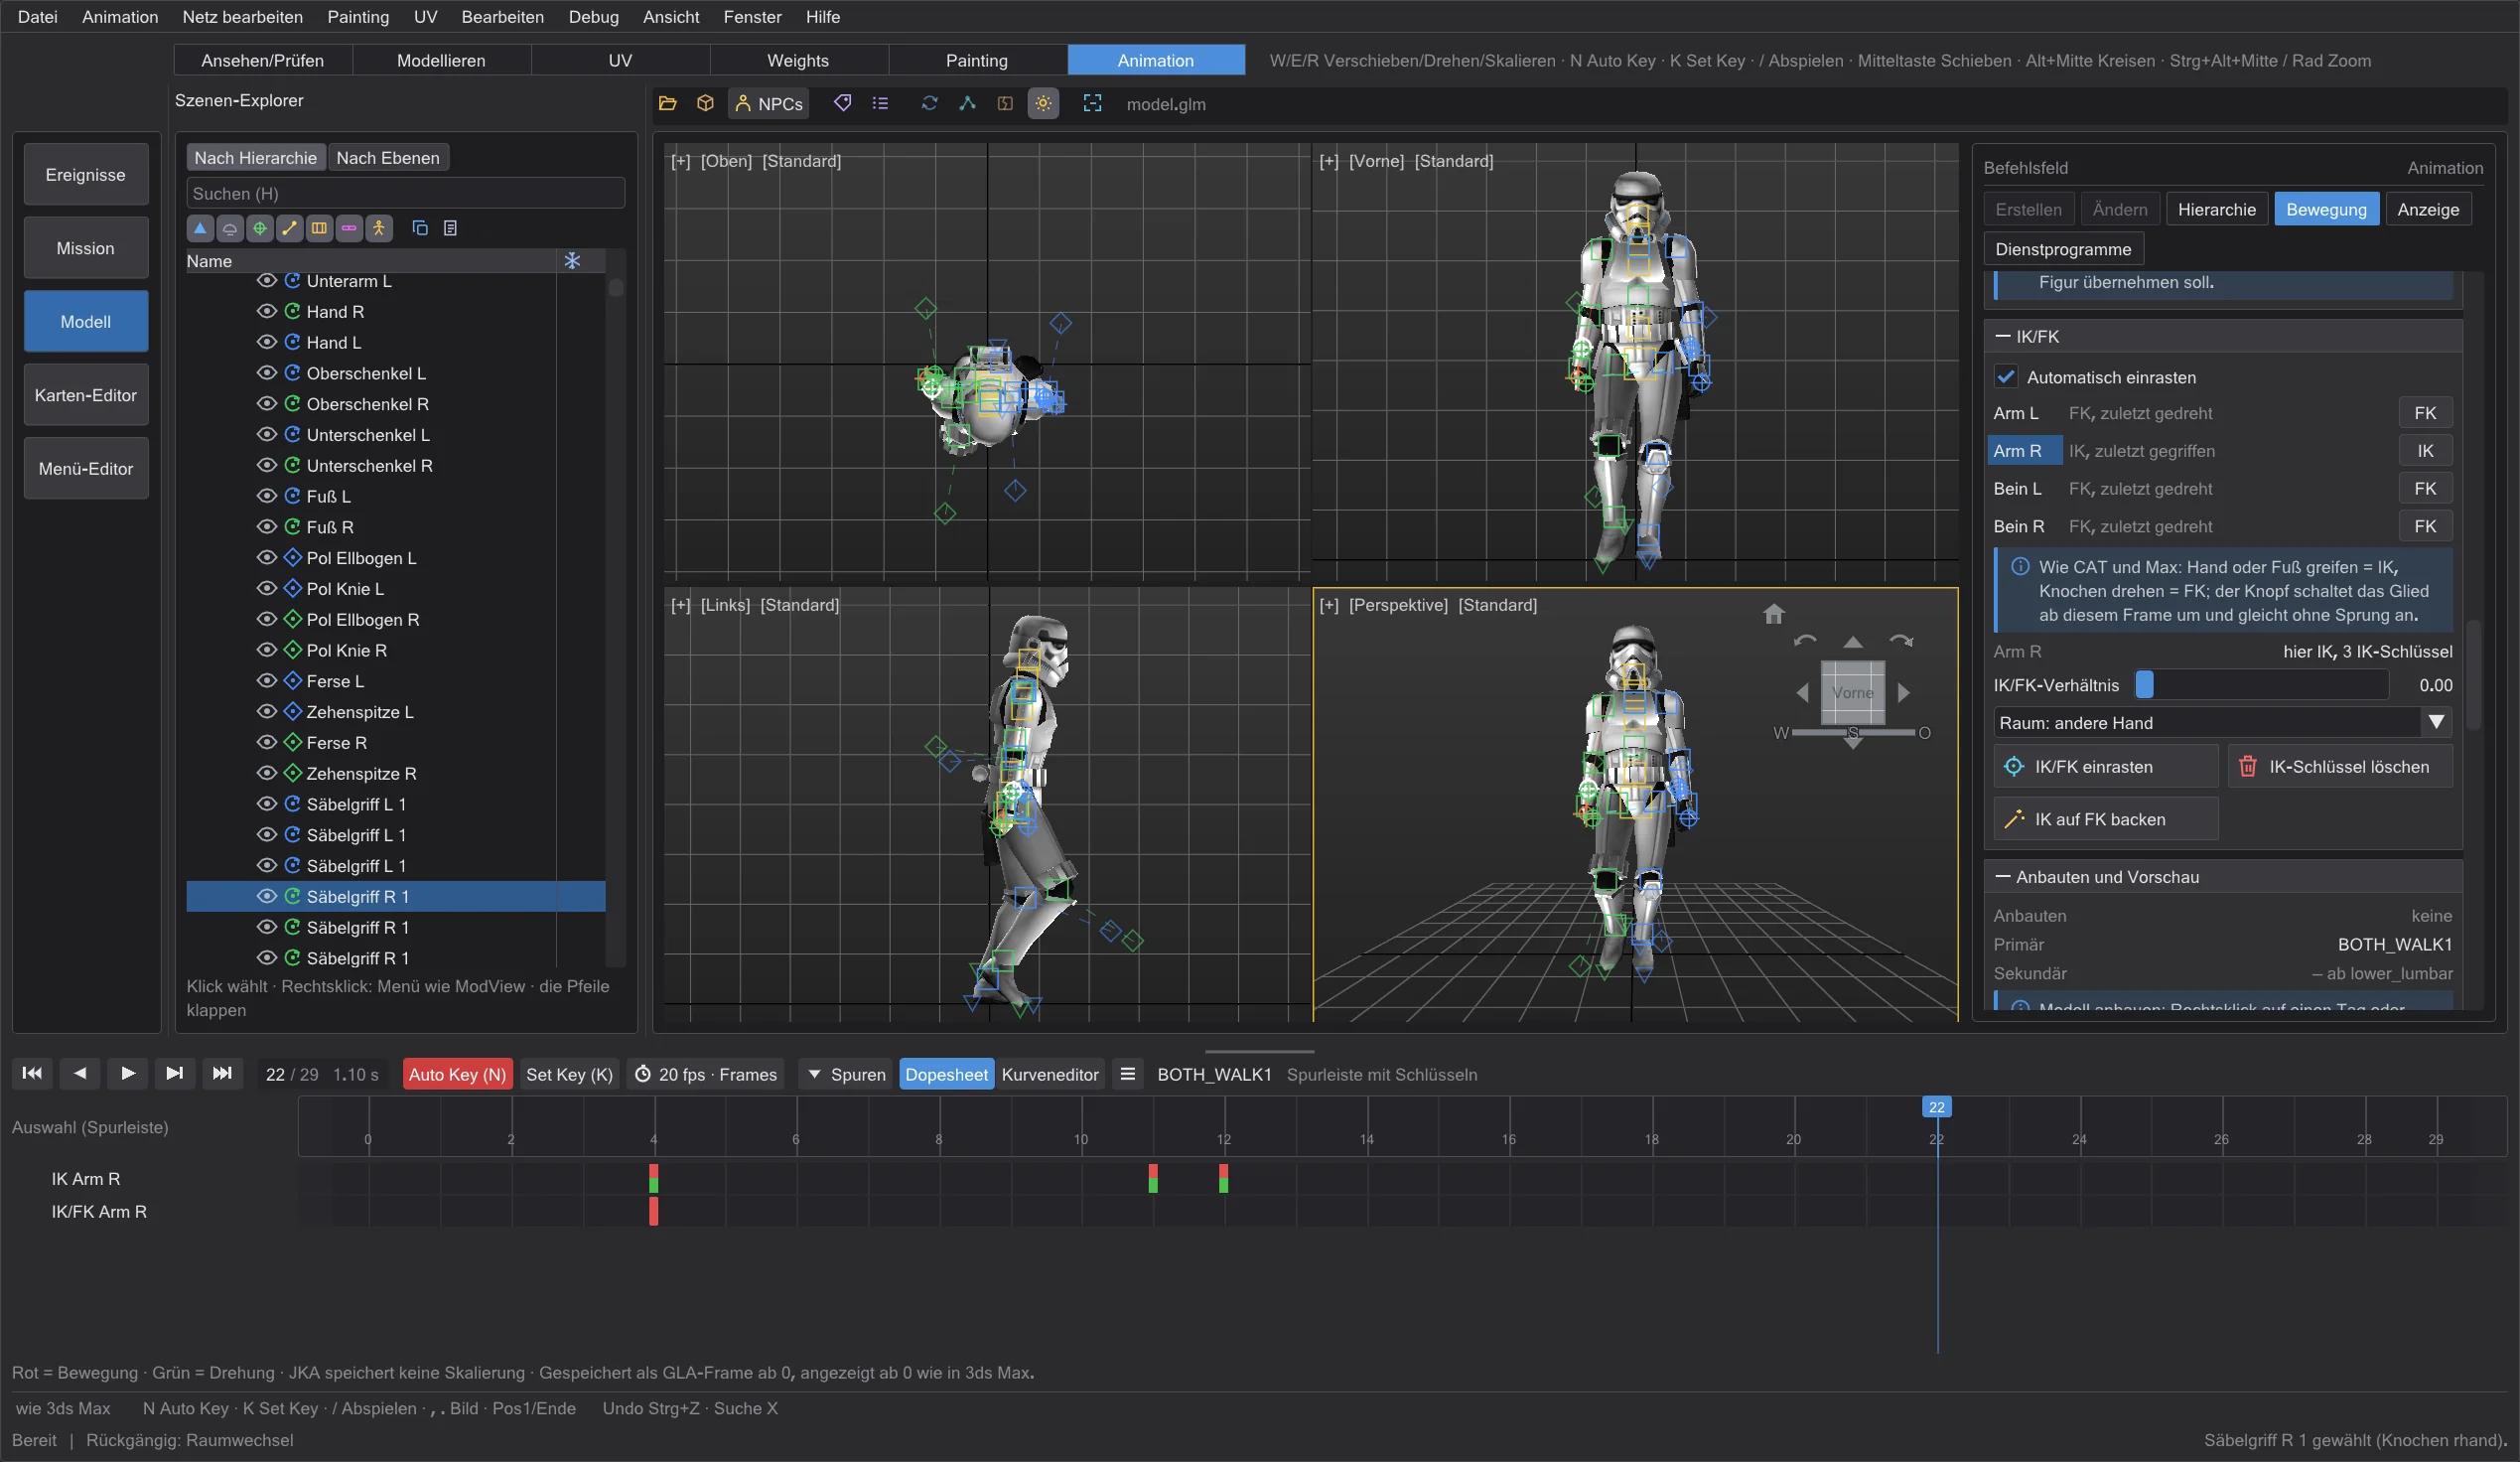 Datei Animation Netz bearbeiten Painting UV Bearbeiten Debug Ansicht Fenster Hilfe
Ansehen/Prüfen Modellieren UV Weights Painting Animation W/E/R Verschieben/Drehen/Skalieren · N Auto Key · K Set Key · / Abspielen · Mitteltaste Schieben · Alt+Mitte Kreisen · Strg+Alt+Mitte / Rad Zoom
Szenen-Explorer
NPCs model.glm
Ereignisse
Mission
Modell
Karten-Editor
Menü-Editor
Nach Hierarchie Nach Ebenen
Suchen (H)
Name
Unterarm L
Hand R
Hand L
Oberschenkel L
Oberschenkel R
Unterschenkel L
Unterschenkel R
Fuß L
Fuß R
Pol Ellbogen L
Pol Knie L
Pol Ellbogen R
Pol Knie R
Ferse L
Zehenspitze L
Ferse R
Zehenspitze R
Säbelgriff L 1
Säbelgriff L 1
Säbelgriff L 1
Säbelgriff R 1
Säbelgriff R 1
Säbelgriff R 1
Klick wählt · Rechtsklick: Menü wie ModView · die Pfeile
klappen
[+] [Oben] [Standard]
[+] [Vorne] [Standard]
[+] [Links] [Standard]
[+] [Perspektive] [Standard]
Vorne
W S O
Befehlsfeld Animation
Erstellen Ändern Hierarchie Bewegung Anzeige
Dienstprogramme
Figur übernehmen soll.
IK/FK
Automatisch einrasten
Arm L FK, zuletzt gedreht FK
Arm R IK, zuletzt gegriffen IK
Bein L FK, zuletzt gedreht FK
Bein R FK, zuletzt gedreht FK
Wie CAT und Max: Hand oder Fuß greifen = IK,
Knochen drehen = FK; der Knopf schaltet das Glied
ab diesem Frame um und gleicht ohne Sprung an.
Arm R hier IK, 3 IK-Schlüssel
IK/FK-Verhältnis 0.00
Raum: andere Hand
IK/FK einrasten IK-Schlüssel löschen
IK auf FK backen
Anbauten und Vorschau
Anbauten keine
Primär BOTH_WALK1
Sekundär – ab lower_lumbar
Modell anbauen: Rechtsklick auf einen Tag oder
22 / 29 1.10 s Auto Key (N) Set Key (K) 20 fps · Frames Spuren Dopesheet Kurveneditor BOTH_WALK1 Spurleiste mit Schlüsseln
22
Auswahl (Spurleiste)
0 2 4 6 8 10 12 14 16 18 20 22 24 26 28 29
IK Arm R
IK/FK Arm R
Rot = Bewegung · Grün = Drehung · JKA speichert keine Skalierung · Gespeichert als GLA-Frame ab 0, angezeigt ab 0 wie in 3ds Max.
wie 3ds Max N Auto Key · K Set Key · / Abspielen · , . Bild · Pos1/Ende Undo Strg+Z · Suche X
Bereit | Rückgängig: Raumwechsel
Säbelgriff R 1 gewählt (Knochen rhand).